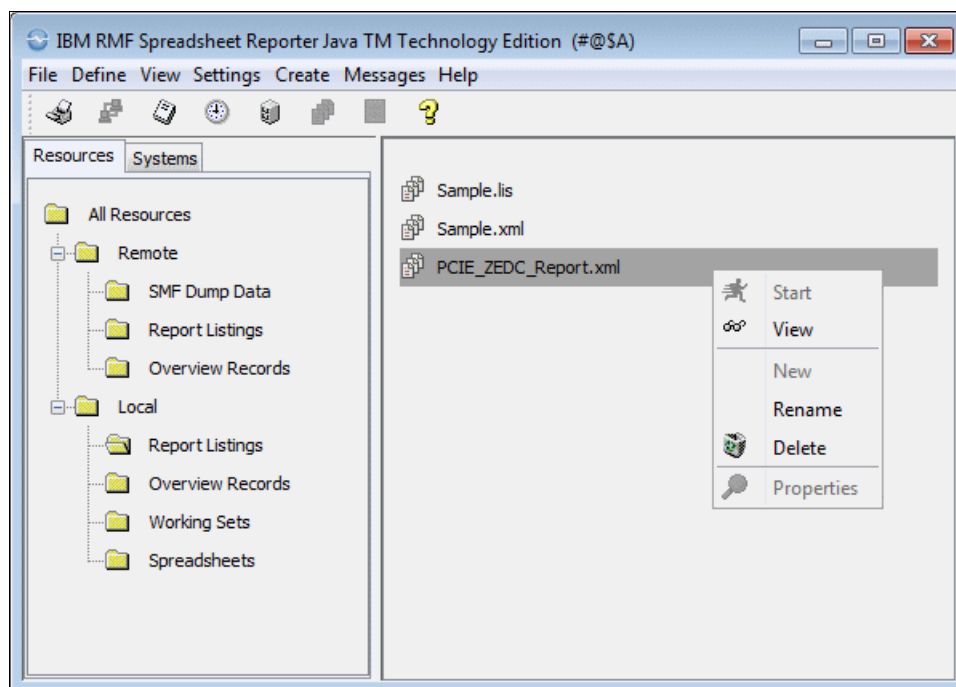 IBM RMF Spreadsheet Reporter Java TM Technology Edition (#@$A)
File Define View Settings Create Messages Help
Resources Systems
All Resources
Remote
SMF Dump Data
Report Listings
Overview Records
Local
Report Listings
Overview Records
Working Sets
Spreadsheets
Sample.lis
Sample.xml
PCIE_ZEDC_Report.xml
Start
View
New
Rename
Delete
Properties